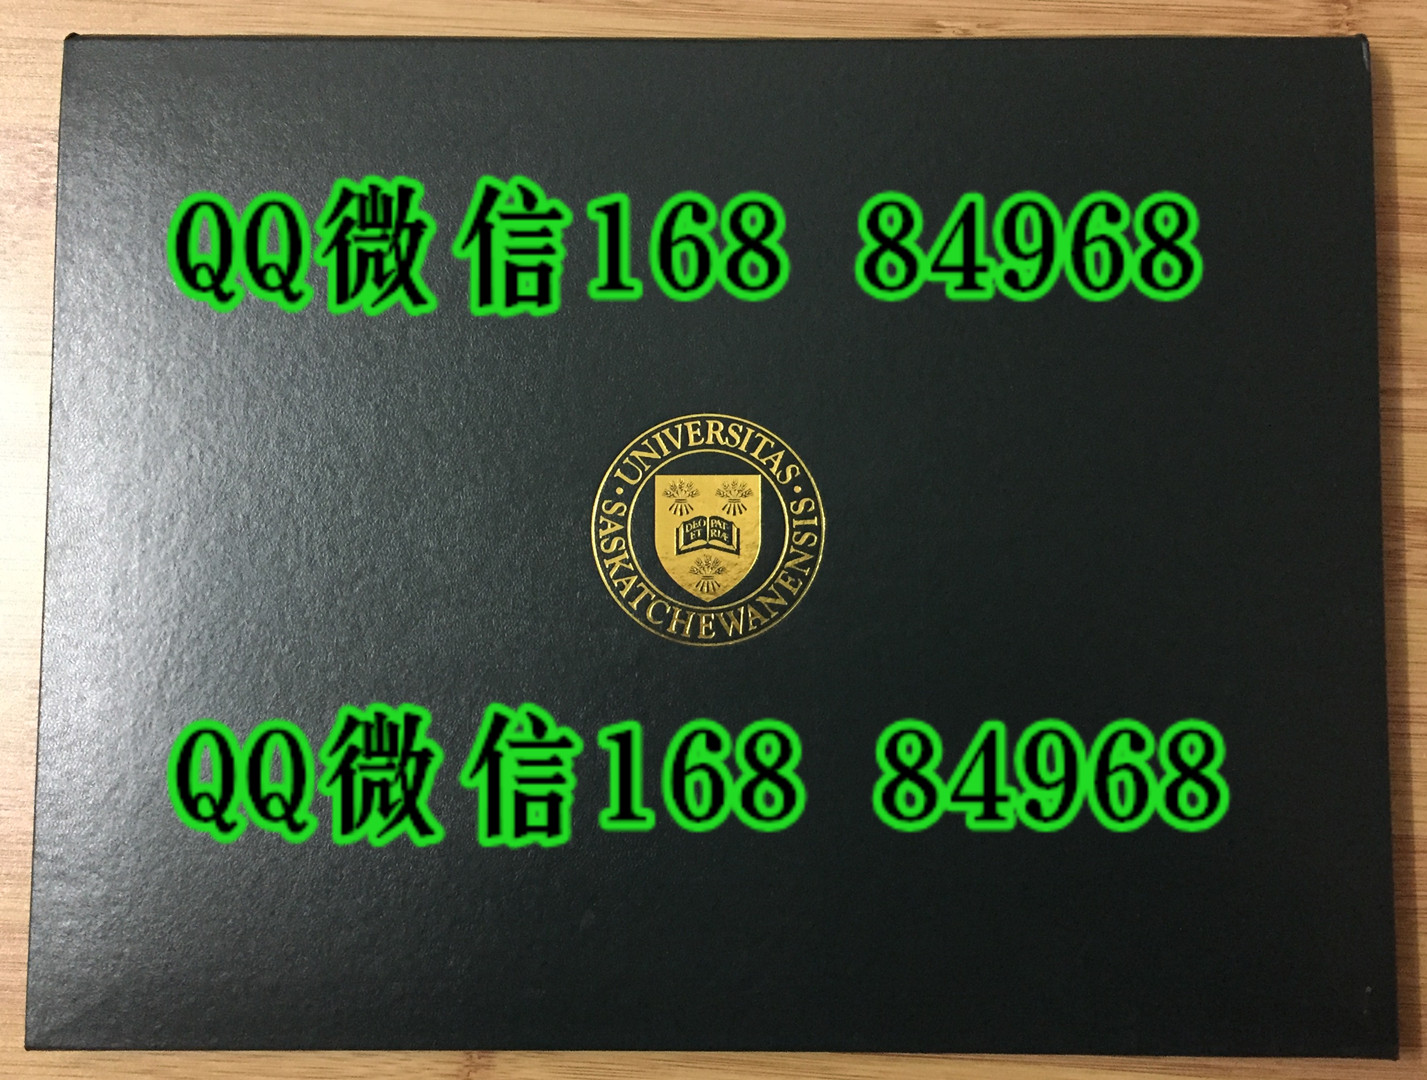 QQ微信168 84968
UNIVERSITAS
SASKATCHEWANENSIS
DEO PAT
ET RIÆ
QQ微信168 84968